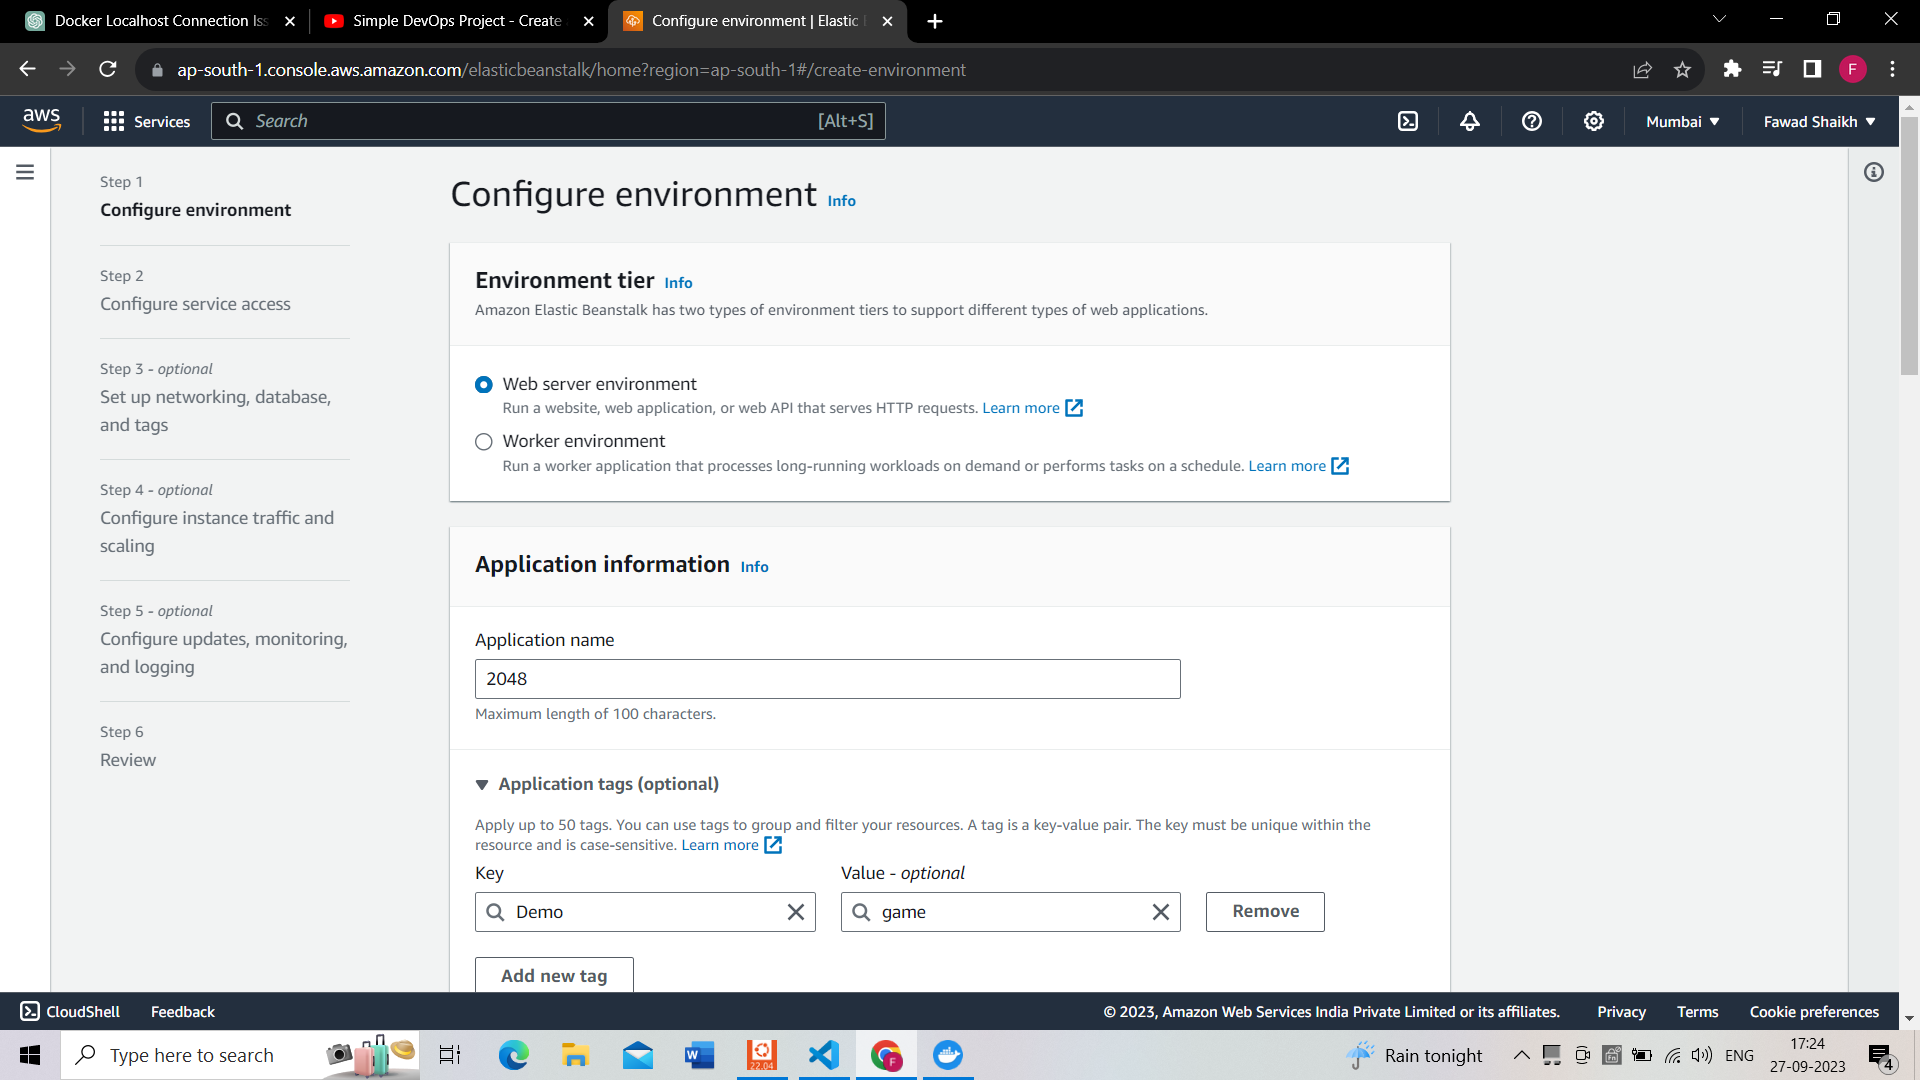 Docker Localhost Connection Iss
Simple DevOps Project - Create
Configure environment | Elastic
ap-south-1.console.aws.amazon.com/elasticbeanstalk/home?region=ap-south-1#/create-environment
F
aws
Services
Search
[Alt+S]
Mumbai
Fawad Shaikh
Step 1
Configure environment
Step 2
Configure service access
Step 3 - optional
Set up networking, database,
and tags
Step 4 - optional
Configure instance traffic and
scaling
Step 5 - optional
Configure updates, monitoring,
and logging
Step 6
Review
Configure environment Info
Environment tier Info
Amazon Elastic Beanstalk has two types of environment tiers to support different types of web applications.
Web server environment
Run a website, web application, or web API that serves HTTP requests. Learn more
Worker environment
Run a worker application that processes long-running workloads on demand or performs tasks on a schedule. Learn more
Application information Info
Application name
2048
Maximum length of 100 characters.
Application tags (optional)
Apply up to 50 tags. You can use tags to group and filter your resources. A tag is a key-value pair. The key must be unique within the
resource and is case-sensitive. Learn more
Key
Value - optional
Demo
game
Remove
Add new tag
CloudShell
Feedback
© 2023, Amazon Web Services India Private Limited or its affiliates.
Privacy
Terms
Cookie preferences
Type here to search
22.04
F
Rain tonight
ENG
17:24
27-09-2023
4